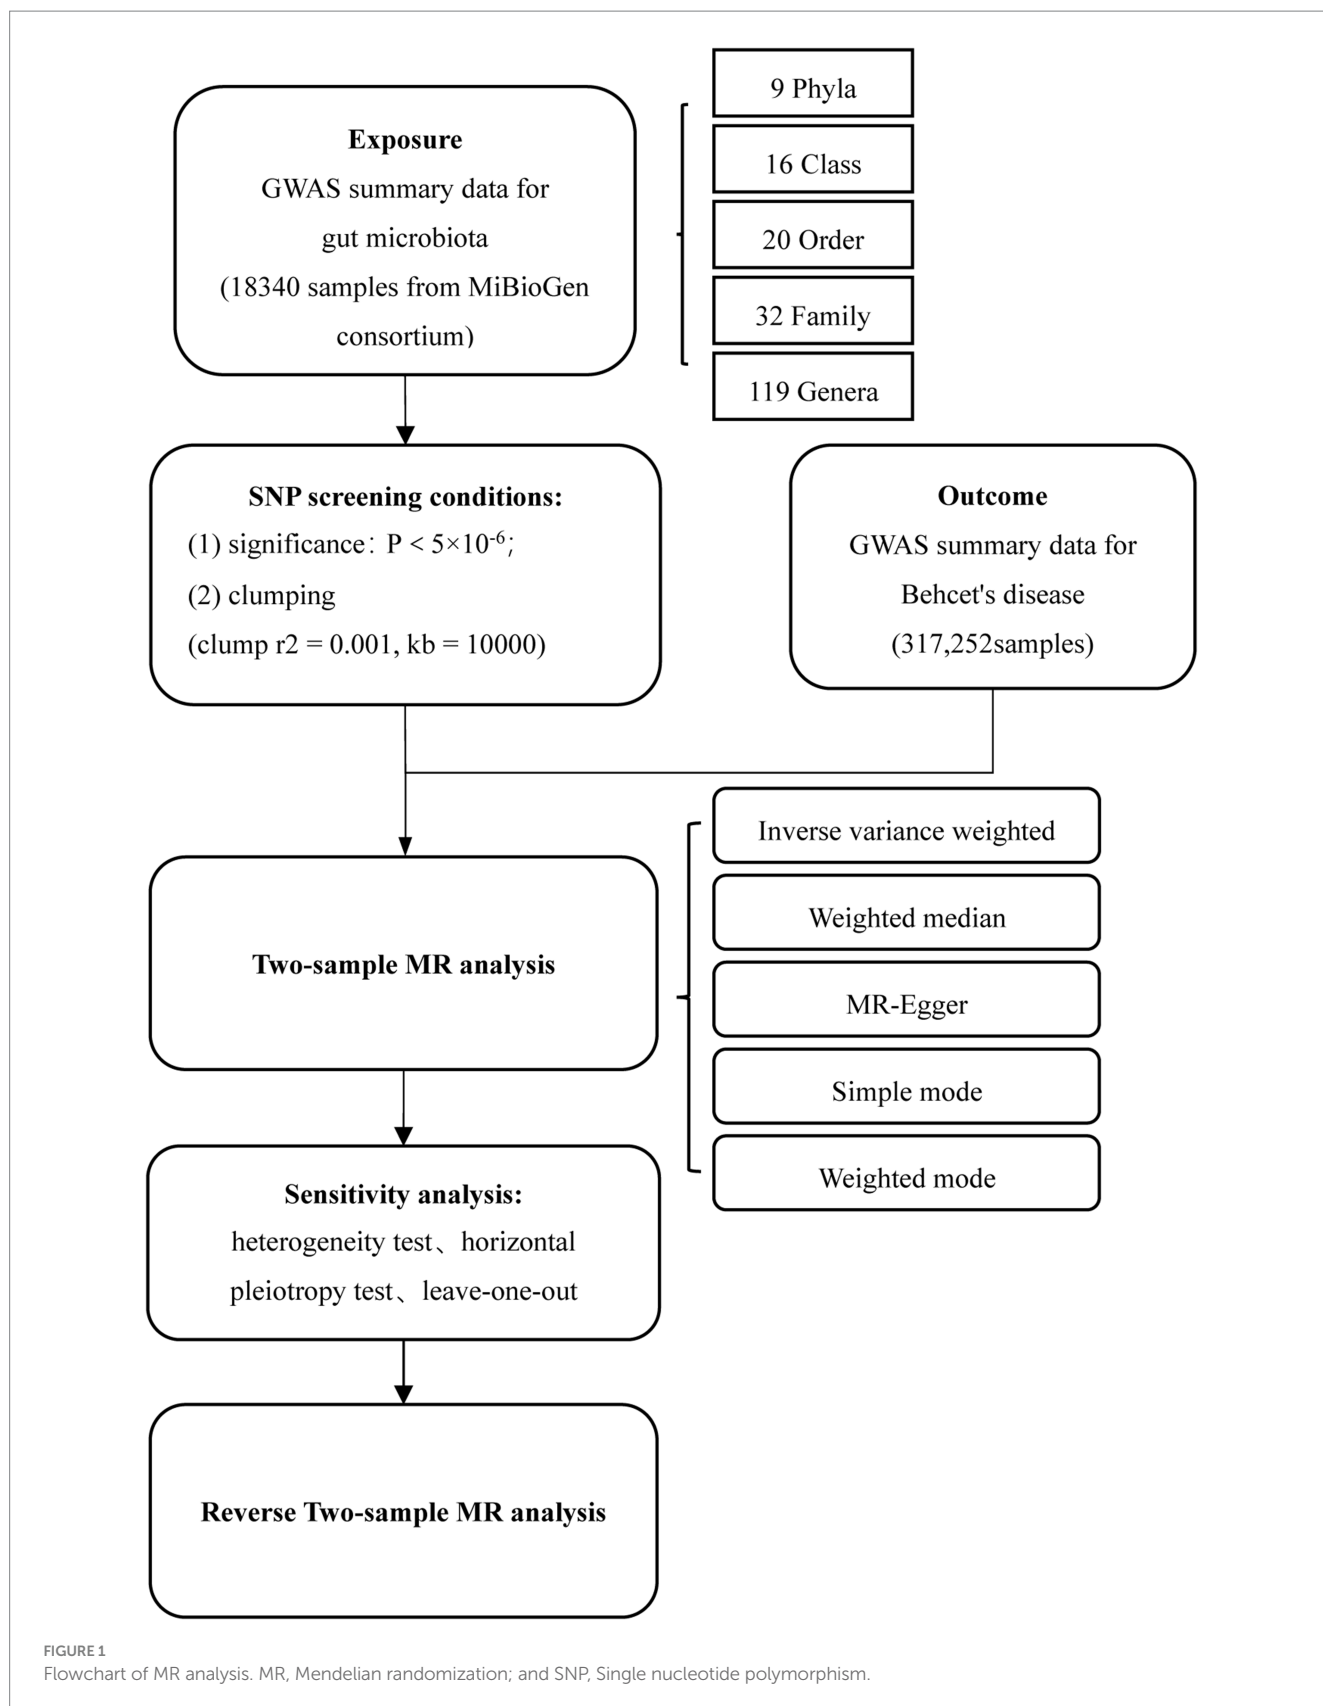 Exposure
GWAS summary data for
gut microbiota
(18340 samples from MiBioGen
consortium)
9 Phyla
16 Class
20 Order
32 Family
119 Genera
SNP screening conditions:
(1) significance：P < 5×10⁻⁶;
(2) clumping
(clump r2 = 0.001, kb = 10000)
Outcome
GWAS summary data for
Behcet's disease
(317,252samples)
Two-sample MR analysis
Inverse variance weighted
Weighted median
MR-Egger
Simple mode
Weighted mode
Sensitivity analysis:
heterogeneity test、horizontal
pleiotropy test、leave-one-out
Reverse Two-sample MR analysis
FIGURE 1
Flowchart of MR analysis. MR, Mendelian randomization; and SNP, Single nucleotide polymorphism.